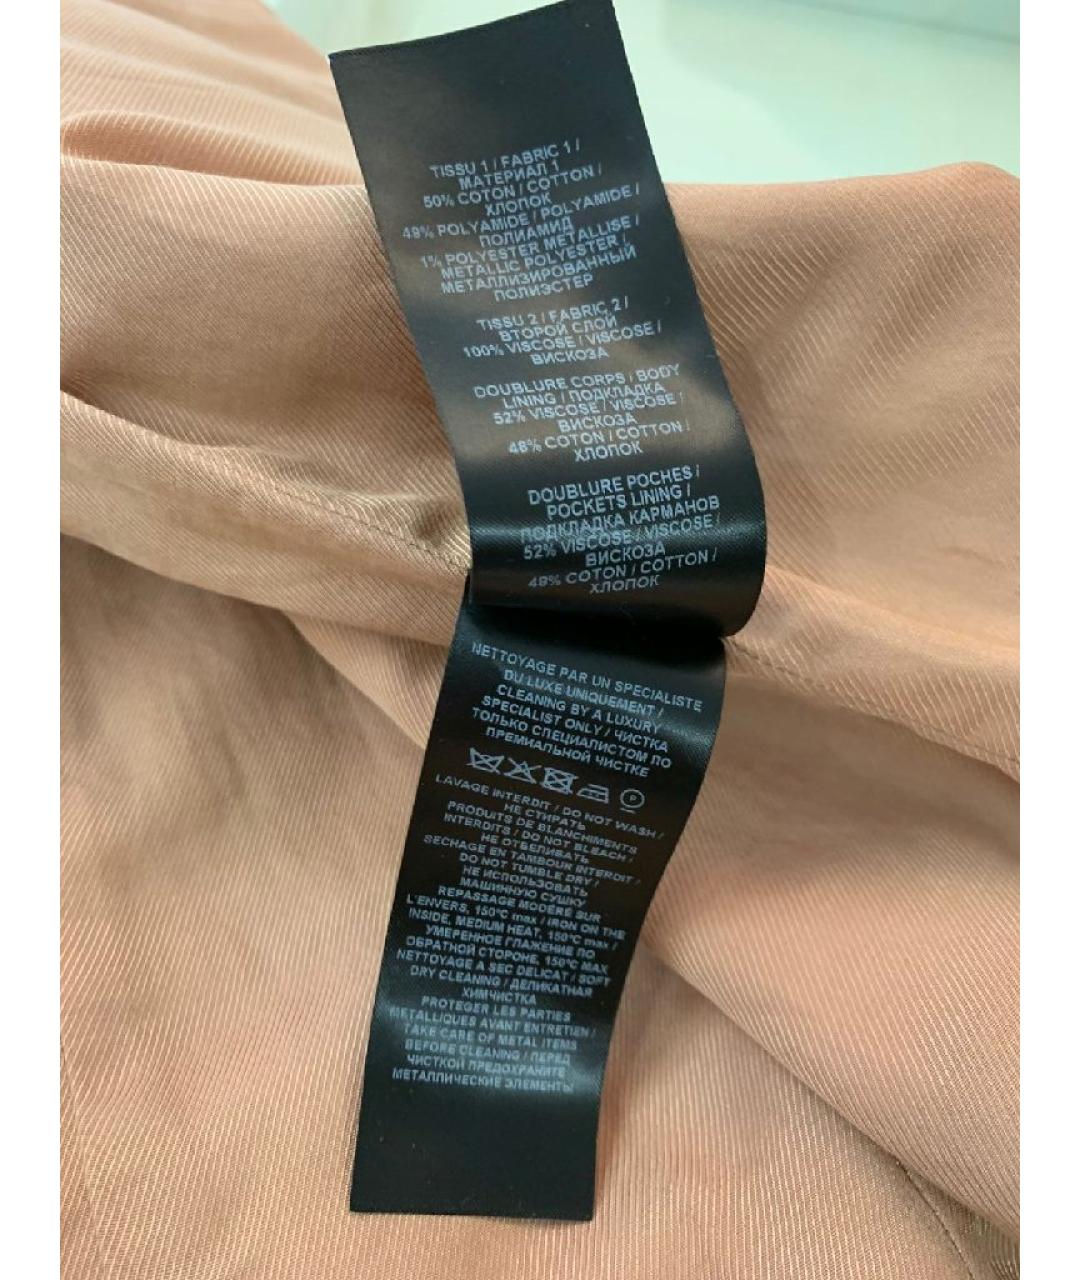 TISSU 1 / FABRIC 1 /
МАТЕРИАЛ 1
50% COTON / COTTON /
ХЛОПОК
49% POLYAMIDE / POLYAMIDE /
ПОЛИАМИД
1% POLYESTER METALLISE /
METALLIC POLYESTER /
МЕТАЛЛИЗИРОВАННЫЙ
ПОЛИЭСТЕР
TISSU 2 / FABRIC 2 /
ВТОРОЙ СЛОЙ
100% VISCOSE / VISCOSE /
ВИСКОЗА
DOUBLURE CORPS / BODY
LINING / ПОДКЛАДКА
52% VISCOSE / VISCOSE /
ВИСКОЗА
48% COTON / COTTON /
ХЛОПОК
DOUBLURE POCHES /
POCKETS LINING /
ПОДКЛАДКА КАРМАНОВ
52% VISCOSE / VISCOSE /
ВИСКОЗА
48% COTON / COTTON /
ХЛОПОК
NETTOYAGE PAR UN SPECIALISTE
DU LUXE UNIQUEMENT /
CLEANING BY A LUXURY
SPECIALIST ONLY / ЧИСТКА
ТОЛЬКО СПЕЦИАЛИСТОМ ПО
ПРЕМИАЛЬНОЙ ЧИСТКЕ
P
LAVAGE INTERDIT / DO NOT WASH /
НЕ СТИРАТЬ
PRODUITS DE BLANCHIMENTS
INTERDITS / DO NOT BLEACH /
НЕ ОТБЕЛИВАТЬ
SECHAGE EN TAMBOUR INTERDIT /
DO NOT TUMBLE DRY /
НЕ ИСПОЛЬЗОВАТЬ
МАШИННУЮ СУШКУ
REPASSAGE MODÉRÉ SUR
L'ENVERS, 150°C max / IRON ON THE
INSIDE, MEDIUM HEAT, 150°C max /
УМЕРЕННОЕ ГЛАЖЕНИЕ ПО
ОБРАТНОЙ СТОРОНЕ, 150°C MAX
NETTOYAGE A SEC DELICAT / SOFT
DRY CLEANING / ДЕЛИКАТНАЯ
ХИМЧИСТКА
PROTEGER LES PARTIES
METALLIQUES AVANT ENTRETIEN /
TAKE CARE OF METAL ITEMS
BEFORE CLEANING / ПЕРЕД
ЧИСТКОЙ ПРЕДОХРАНИТЕ
МЕТАЛЛИЧЕСКИЕ ЭЛЕМЕНТЫ